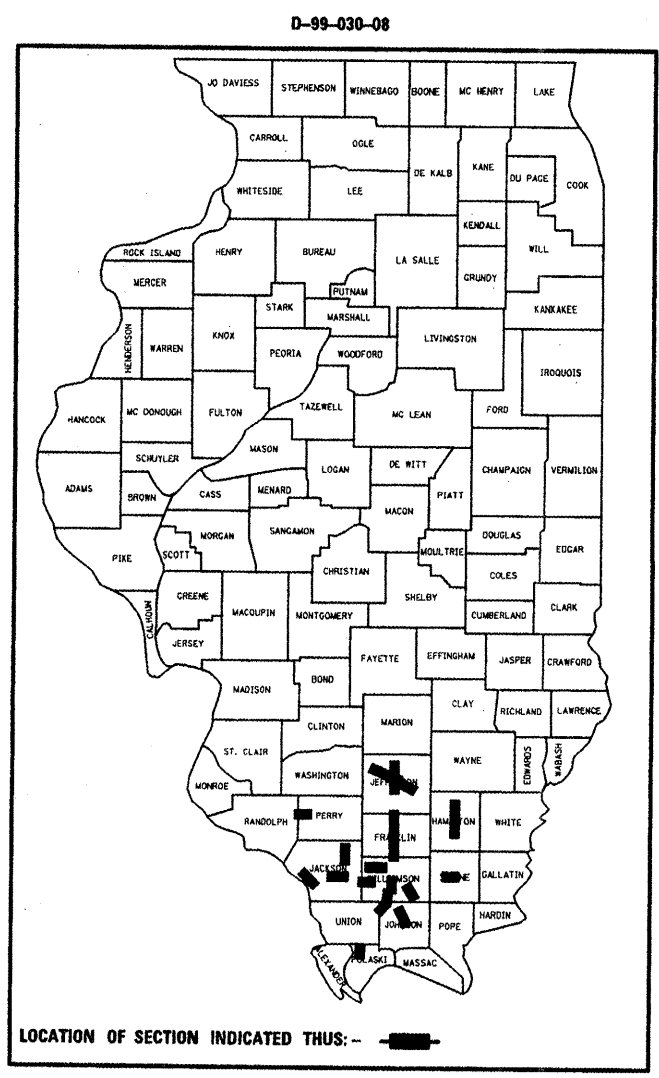 D-99-030-08
JO DAVIESS STEPHENSON WINNEBAGO BOONE MC HENRY LAKE
CARROLL OGLE
DE KALB KANE DU PAGE COOK
WHITESIDE LEE
KENDALL
ROCK ISLAND HENRY BUREAU LA SALLE WILL
GRUNDY
MERCER PUTNAM
STARK MARSHALL KANKAKEE
HENDERSON WARREN KNOX PEORIA WOODFORD LIVINGSTON
IROQUOIS
HANCOCK MC DONOUGH FULTON TAZEWELL MC LEAN FORD
MASON
SCHUYLER LOGAN DE WITT CHAMPAIGN VERMILION
ADAMS BROWN CASS MENARD PIATT
MACON
PIKE SCOTT MORGAN SANGAMON MOULTRIE DOUGLAS EDGAR
CHRISTIAN COLES
CALHOUN GREENE MACOUPIN MONTGOMERY SHELBY CUMBERLAND CLARK
JERSEY
FAYETTE EFFINGHAM JASPER CRAWFORD
MADISON BOND
CLINTON MARION CLAY RICHLAND LAWRENCE
ST. CLAIR
WASHINGTON WAYNE EDWARDS WABASH
MONROE
RANDOLPH PERRY WHITE
JACKSON GALLATIN
UNION POPE HARDIN
ALEXANDER PULASKI MASSAC
LOCATION OF SECTION INDICATED THUS:-